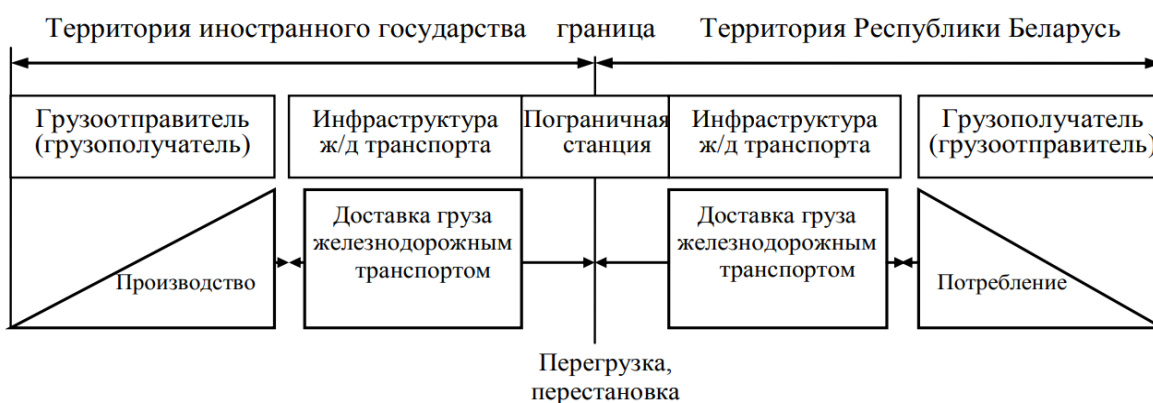 Территория иностранного государства граница Территория Республики Беларусь
Грузоотправитель
(грузополучатель)
Инфраструктура
ж/д транспорта
Пограничная
станция
Инфраструктура
ж/д транспорта
Грузополучатель
(грузоотправитель)
Производство
Доставка груза
железнодорожным
транспортом
Доставка груза
железнодорожным
транспортом
Потребление
Перегрузка,
перестановка